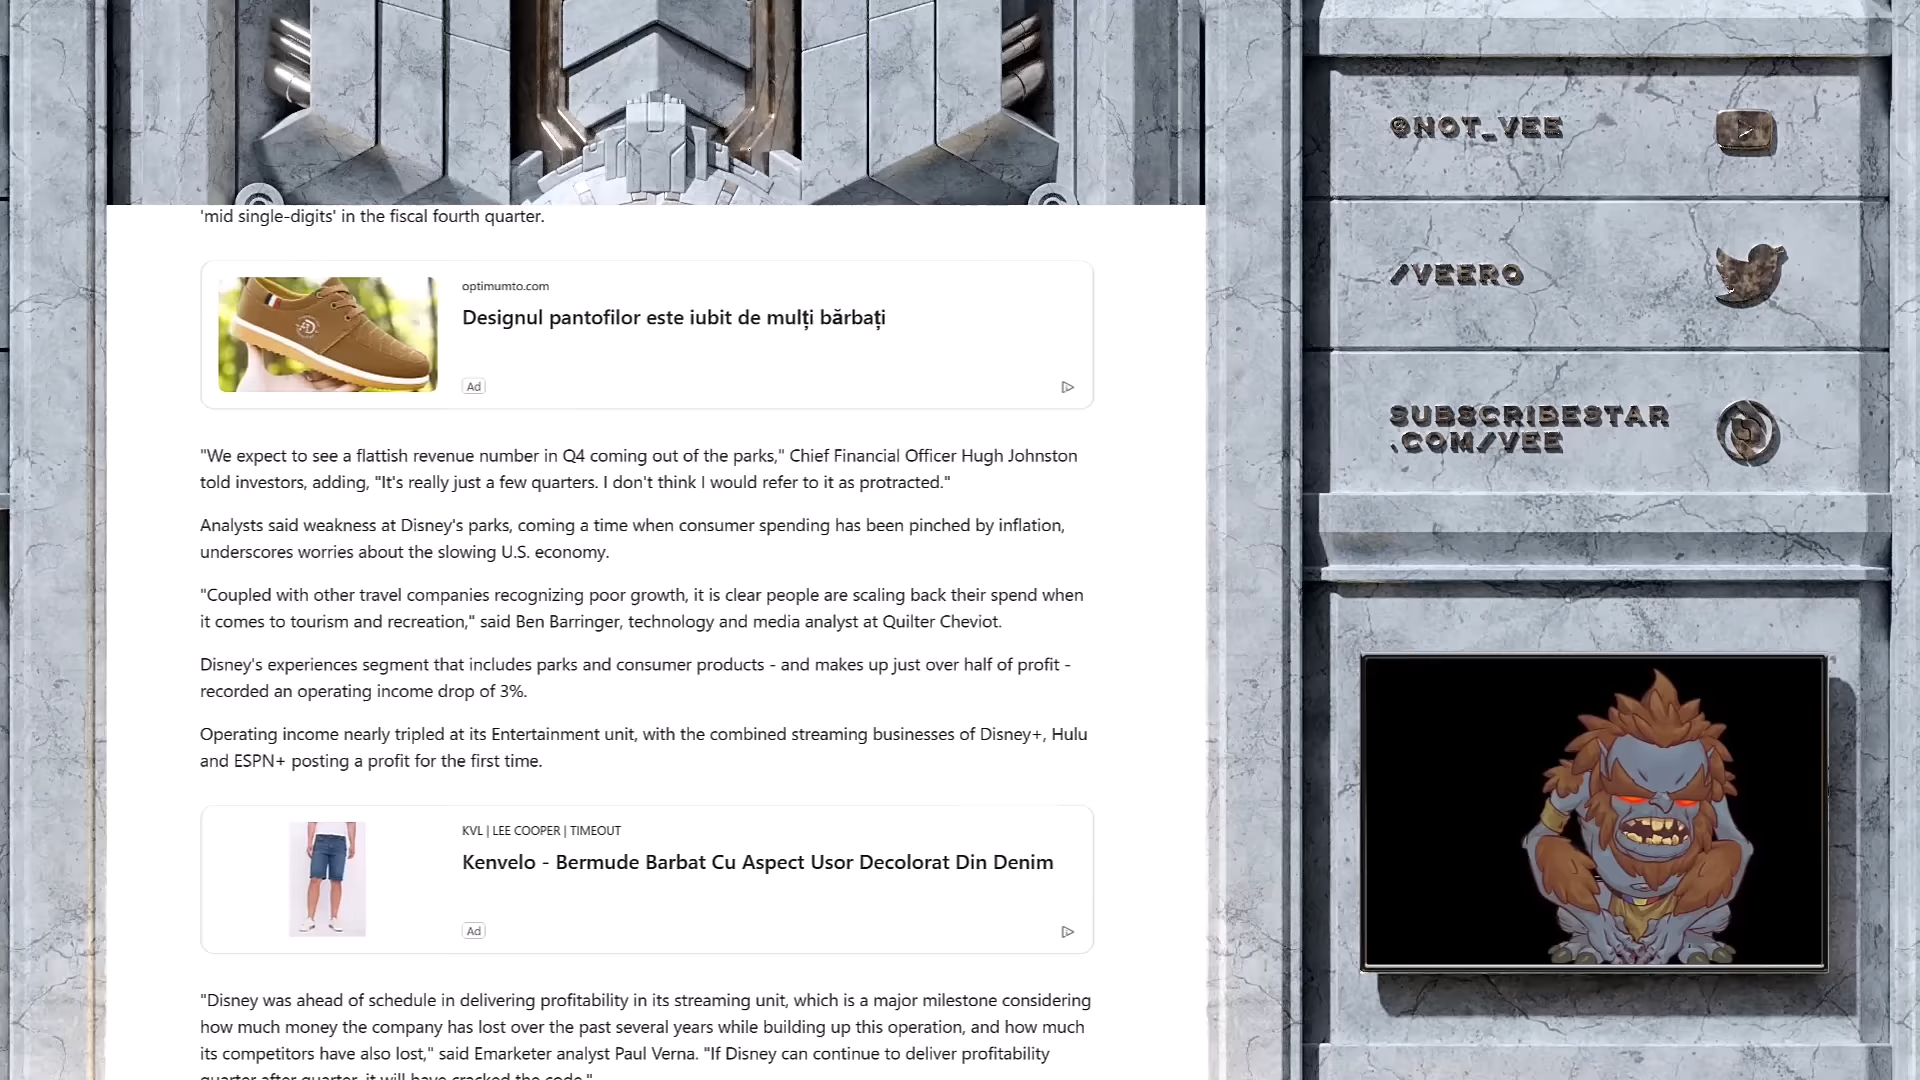 'mid single-digits' in the fiscal fourth quarter.
optimumto.com
Designul pantofilor este iubit de mulți bărbați
Ad
"We expect to see a flattish revenue number in Q4 coming out of the parks," Chief Financial Officer Hugh Johnston
told investors, adding, "It's really just a few quarters. I don't think I would refer to it as protracted."
Analysts said weakness at Disney's parks, coming a time when consumer spending has been pinched by inflation,
underscores worries about the slowing U.S. economy.
"Coupled with other travel companies recognizing poor growth, it is clear people are scaling back their spend when
it comes to tourism and recreation," said Ben Barringer, technology and media analyst at Quilter Cheviot.
Disney's experiences segment that includes parks and consumer products - and makes up just over half of profit -
recorded an operating income drop of 3%.
Operating income nearly tripled at its Entertainment unit, with the combined streaming businesses of Disney+, Hulu
and ESPN+ posting a profit for the first time.
KVL | LEE COOPER | TIMEOUT
Kenvelo - Bermude Barbat Cu Aspect Usor Decolorat Din Denim
Ad
"Disney was ahead of schedule in delivering profitability in its streaming unit, which is a major milestone considering
how much money the company has lost over the past several years while building up this operation, and how much
its competitors have also lost," said Emarketer analyst Paul Verna. "If Disney can continue to deliver profitability
quarter after quarter, it will have cracked the code."
@NOT_VEE
/VEERO
SUBSCRIBESTAR
.COM/VEE